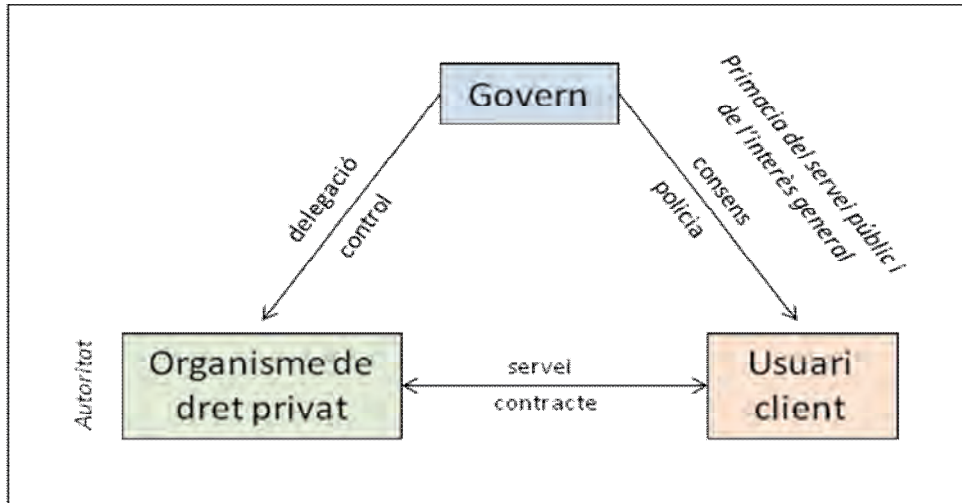 Govern
Primacia del servei públic i
de l'interès general
delegació
control
consens
policia
Autoritat
Organisme de
dret privat
servei
contracte
Usuari
client